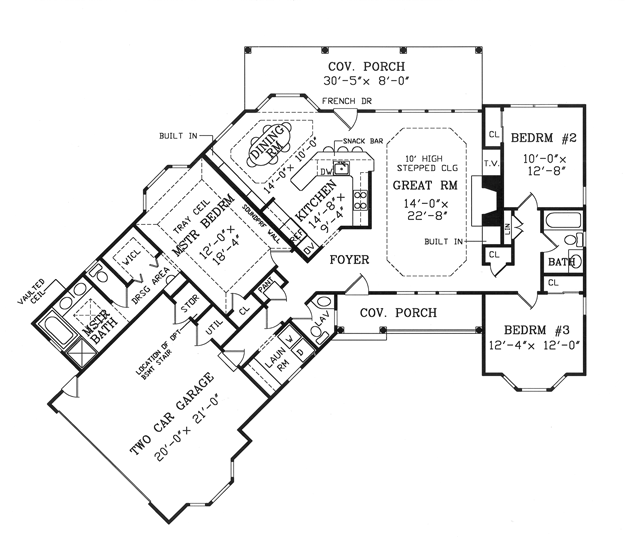 COV. PORCH
30'-5"x 8'-0"
FRENCH DR
BUILT IN
DINING
RM
14'-0"x 10'-0"
SNACK BAR
DW
KITCHEN
14'-8"x
9'-4"
REF
OV
SOUNDPRF WALL
10' HIGH
STEPPED CLG
GREAT RM
14'-0"x
22'-8"
BUILT IN
CL
T.V.
BEDRM #2
10'-0"x
12'-8"
LIN
BATH
CL
CL
BEDRM #3
12'-4"x 12'-0"
FOYER
COV. PORCH
TRAY CEIL
MSTR BEDRM
12'-0"x
18'-4"
WICL
DRSG AREA
VAULTED
CEIL
MSTR
BATH
STOR
UTIL
CL
PANT
LAV
LAUN
RM
W
D
LOCATION OF OPT
BSMT STAIR
TWO CAR GARAGE
20'-0"x 21'-0"